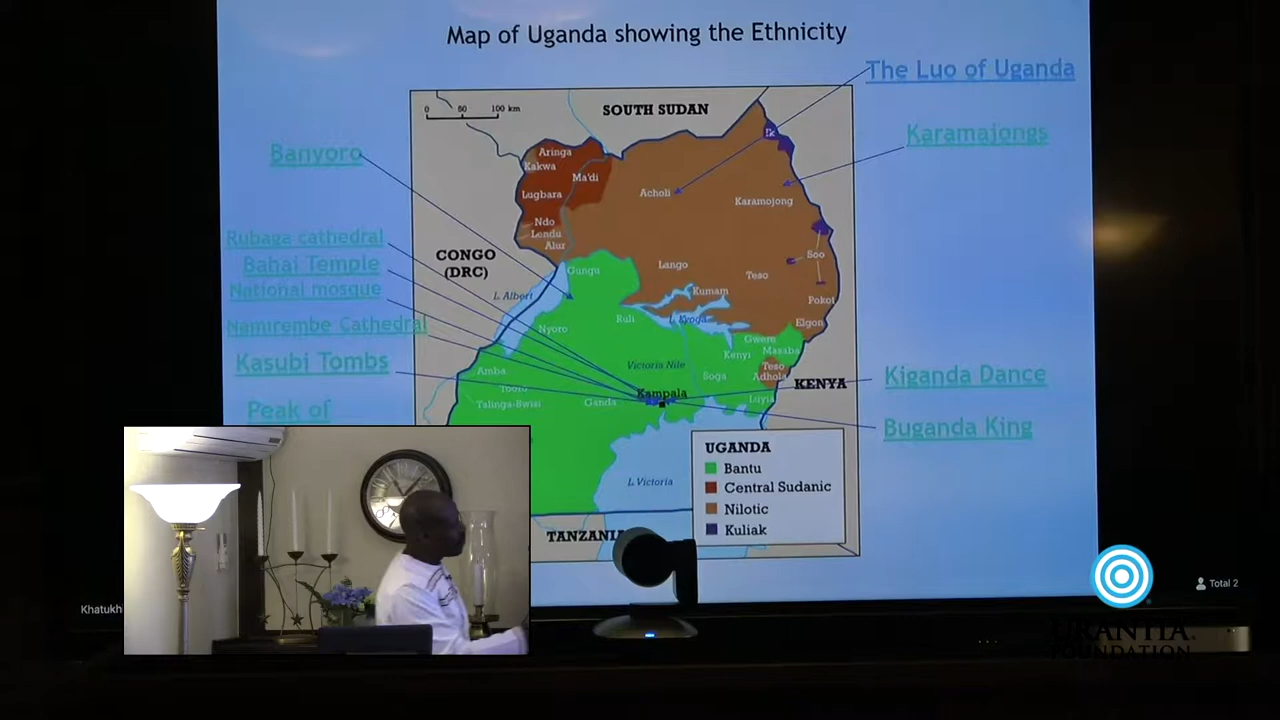 Map of Uganda showing the Ethnicity
The Luo of Uganda
Karamajongs
Banyoro
Rubaga cathedral
Bahai Temple
National mosque
Namirembe Cathedral
Kasubi Tombs
Peak of
Kiganda Dance
Buganda King
0 50 100 km
SOUTH SUDAN
Ik
Aringa
Kakwa
Ma'di
Lugbara
Acholi
Karamojong
Ndo
Lendu
Alur
CONGO
(DRC)
Soo
Gungu
Lango
Teso
L. Albert
Kumam
Pokot
Ruli
L. Kyoga
Elgon
Nyoro
Gwere
Masaba
Kenyi
Victoria Nile
Teso
Amba
Soga
Adhola
KENYA
Tooro
Kampala
Talinga-Bwisi
Ganda
Luyia
UGANDA
Bantu
Central Sudanic
Nilotic
Kuliak
L. Victoria
TANZANIA
Khatukh
Total 2
URANTIA
FOUNDATION